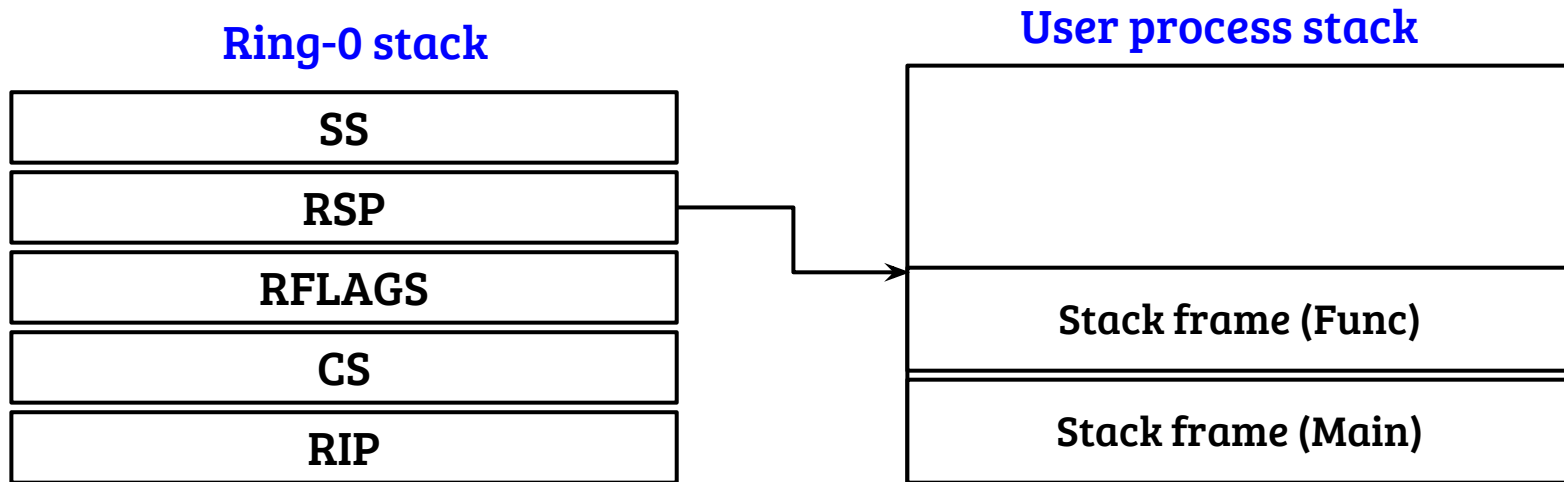 Ring-0 stack
SS
RSP
RFLAGS
CS
RIP
User process stack
Stack frame (Func)
Stack frame (Main)